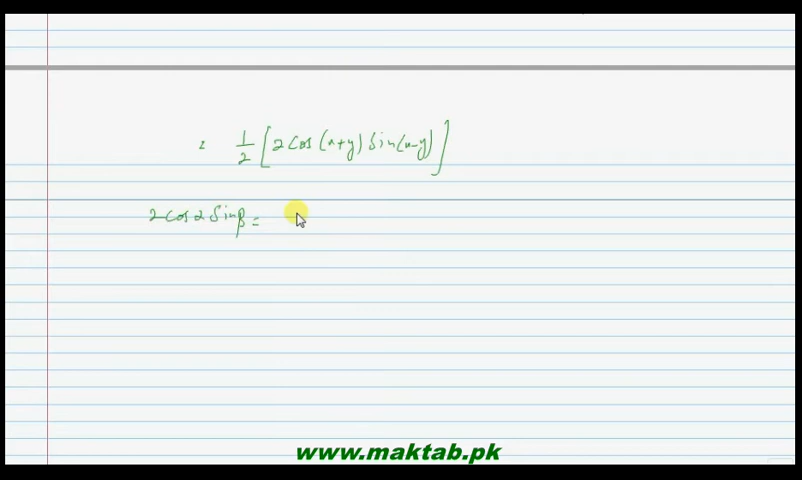 = 1/2 [2 Cos (x+y) Sin(x-y)]
2 Cos α Sin β =
www.maktab.pk